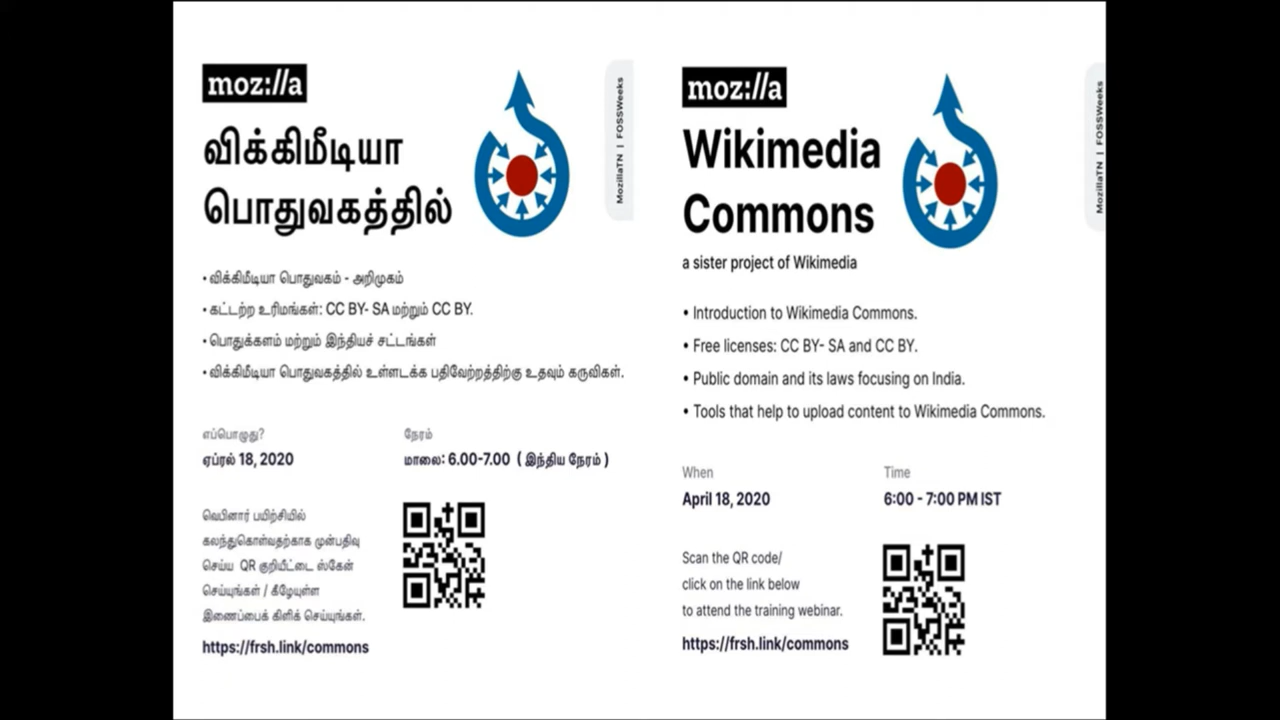 moz://a
விக்கிமீடியா
பொதுவகத்தில்
MozillaTN | FOSSWeeks
• விக்கிமீடியா பொதுவகம் - அறிமுகம்
• கட்டற்ற உரிமங்கள்: CC BY- SA மற்றும் CC BY.
• பொதுக்களம் மற்றும் இந்தியச் சட்டங்கள்
• விக்கிமீடியா பொதுவகத்தில் உள்ளடக்க பதிவேற்றத்திற்கு உதவும் கருவிகள்.
எப்பொழுது?
ஏப்ரல் 18, 2020
நேரம்
மாலை: 6.00-7.00 ( இந்திய நேரம் )
வெபினார் பயிற்சியில்
கலந்துகொள்வதற்காக முன்பதிவு
செய்ய QR குறியீட்டை ஸ்கேன்
செய்யுங்கள் / கீழேயுள்ள
இணைப்பைக் கிளிக் செய்யுங்கள்.
https://frsh.link/commons
moz://a
Wikimedia
Commons
a sister project of Wikimedia
MozillaTN | FOSSWeeks
• Introduction to Wikimedia Commons.
• Free licenses: CC BY- SA and CC BY.
• Public domain and its laws focusing on India.
• Tools that help to upload content to Wikimedia Commons.
When
April 18, 2020
Time
6:00 - 7:00 PM IST
Scan the QR code/
click on the link below
to attend the training webinar.
https://frsh.link/commons